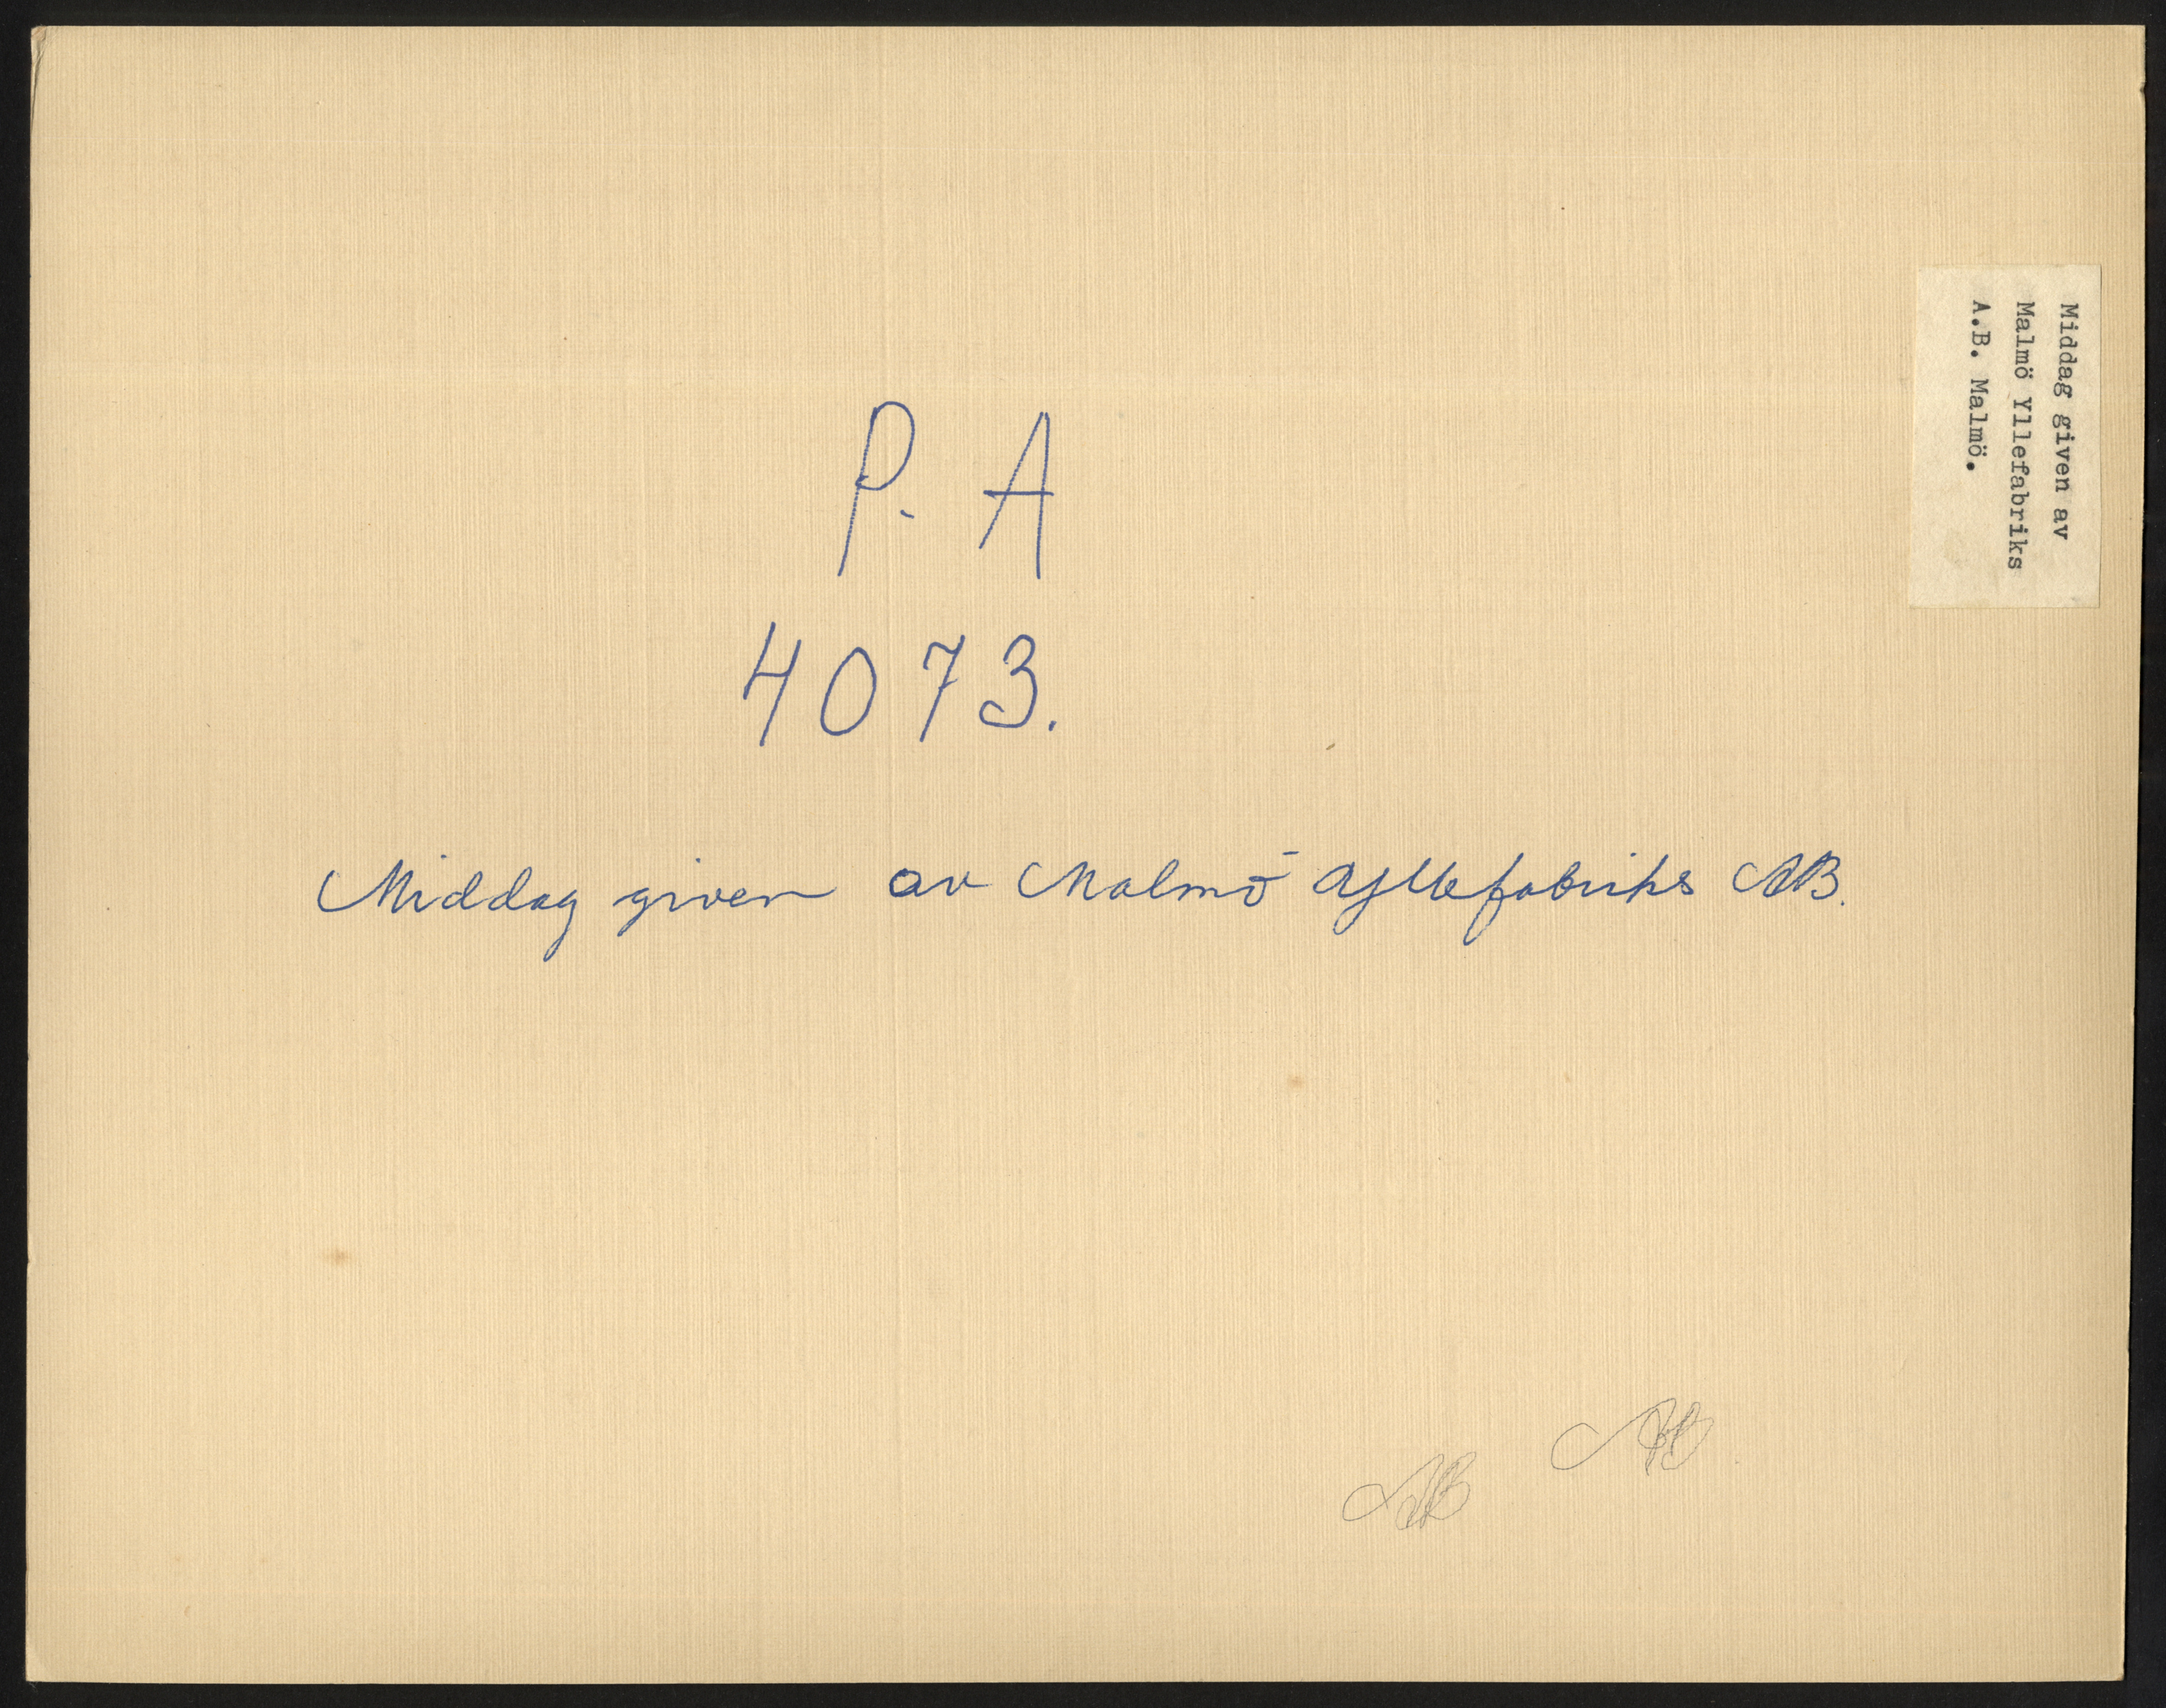 P. A
4073.
Middag given av Malmö Yllefabriks AB.
Middag given av
Malmö Yllefabriks
A.B. Malmö.
AB
AB